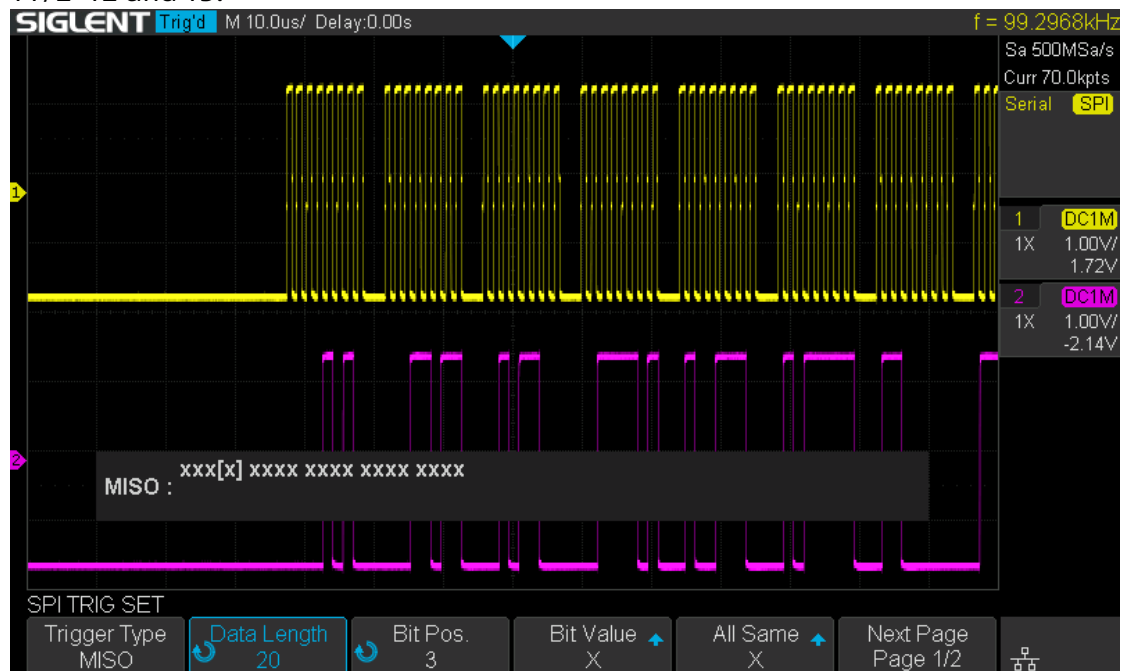 SIGLENT Trig'd M 10.0us/ Delay:0.00s f = 99.2968kHz
Sa 500MSa/s
Curr 70.0kpts
Serial SPI
1
1 DC1M
1X 1.00V/
1.72V
2 DC1M
1X 1.00V/
-2.14V
2
MISO : xxx[x] xxxx xxxx xxxx xxxx
SPI TRIG SET
Trigger Type Data Length Bit Pos. Bit Value All Same Next Page
MISO 20 3 X X Page 1/2